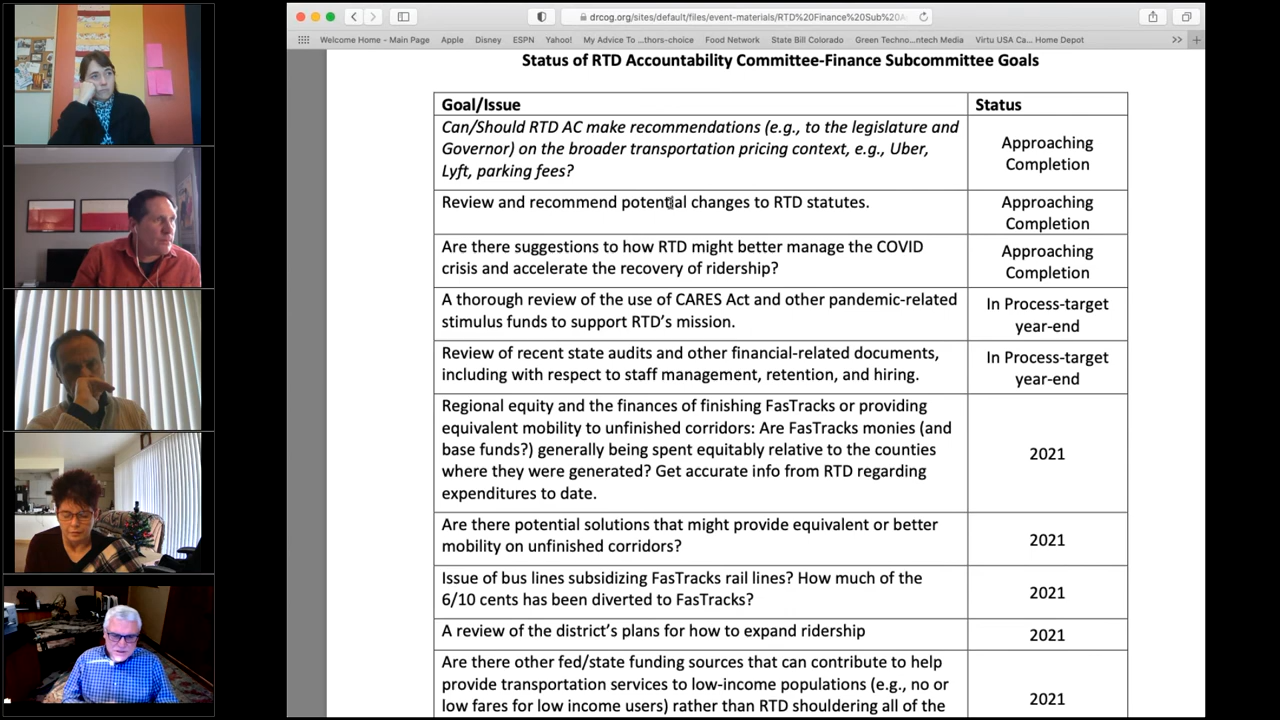 drcog.org/sites/default/files/event-materials/RTD%20Finance%20Sub%20A
Welcome Home - Main Page Apple Disney ESPN Yahoo! My Advice To ...thors-choice Food Network State Bill Colorado Green Techno...ntech Media Virtu USA Ca... Home Depot >> +
Status of RTD Accountability Committee-Finance Subcommittee Goals
Goal/Issue Status
Can/Should RTD AC make recommendations (e.g., to the legislature and
Governor) on the broader transportation pricing context, e.g., Uber,
Lyft, parking fees?
Approaching
Completion
Review and recommend potential changes to RTD statutes.
Approaching
Completion
Are there suggestions to how RTD might better manage the COVID
crisis and accelerate the recovery of ridership?
Approaching
Completion
A thorough review of the use of CARES Act and other pandemic-related
stimulus funds to support RTD's mission.
In Process-target
year-end
Review of recent state audits and other financial-related documents,
including with respect to staff management, retention, and hiring.
In Process-target
year-end
Regional equity and the finances of finishing FasTracks or providing
equivalent mobility to unfinished corridors: Are FasTracks monies (and
base funds?) generally being spent equitably relative to the counties
where they were generated? Get accurate info from RTD regarding
expenditures to date.
2021
Are there potential solutions that might provide equivalent or better
mobility on unfinished corridors?
2021
Issue of bus lines subsidizing FasTracks rail lines? How much of the
6/10 cents has been diverted to FasTracks?
2021
A review of the district's plans for how to expand ridership
2021
Are there other fed/state funding sources that can contribute to help
provide transportation services to low-income populations (e.g., no or
low fares for low income users) rather than RTD shouldering all of the
2021